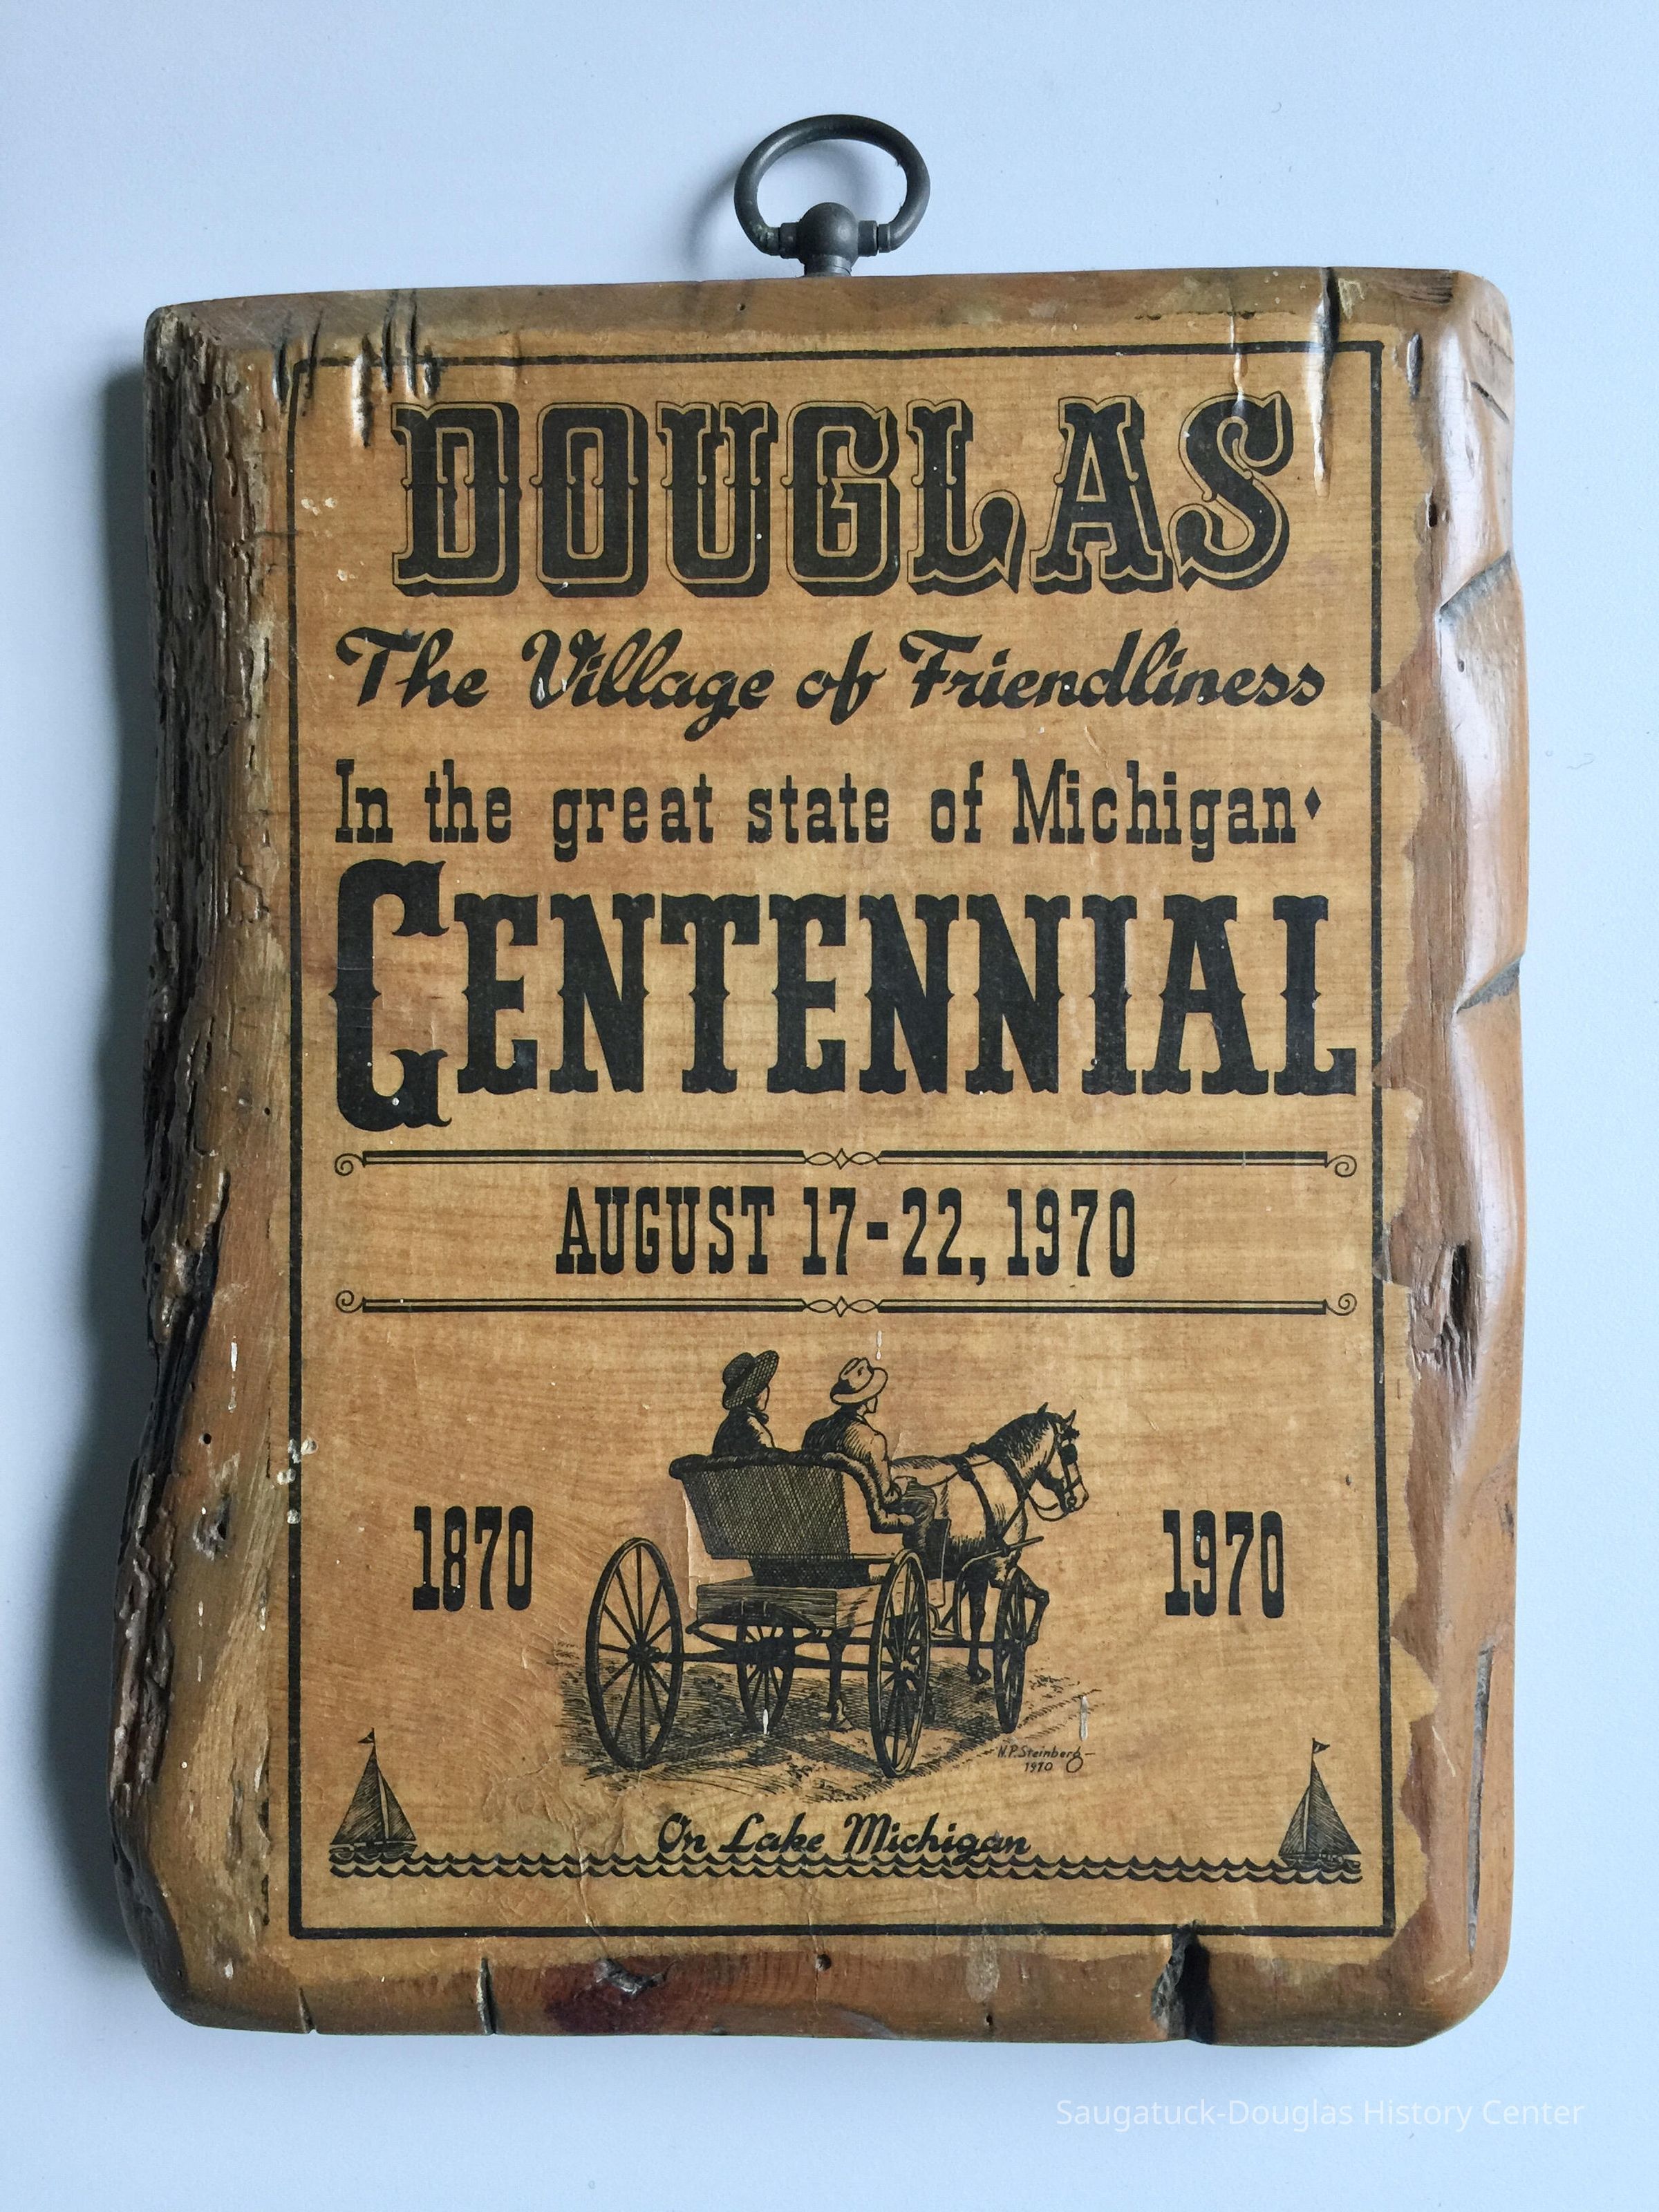 DOUGLAS
The Village of Friendliness
In the great state of Michigan♦
CENTENNIAL
AUGUST 17-22, 1970
1870
1970
N.P. Steinberg
1970
On Lake Michigan
Saugatuck-Douglas History Center